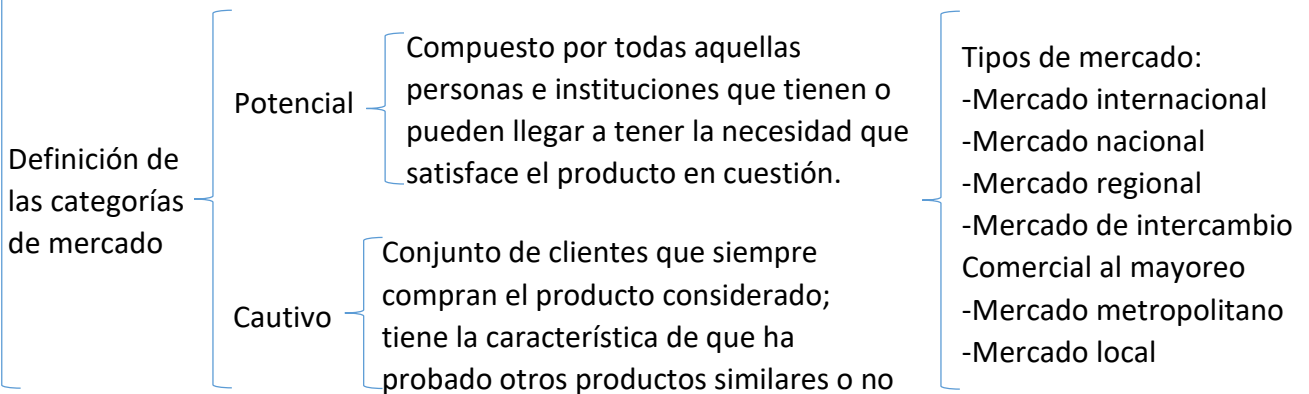 Definición de
las categorías
de mercado
Potencial
Compuesto por todas aquellas
personas e instituciones que tienen o
pueden llegar a tener la necesidad que
satisface el producto en cuestión.
Cautivo
Conjunto de clientes que siempre
compran el producto considerado;
tiene la característica de que ha
probado otros productos similares o no
Tipos de mercado:
-Mercado internacional
-Mercado nacional
-Mercado regional
-Mercado de intercambio
Comercial al mayoreo
-Mercado metropolitano
-Mercado local